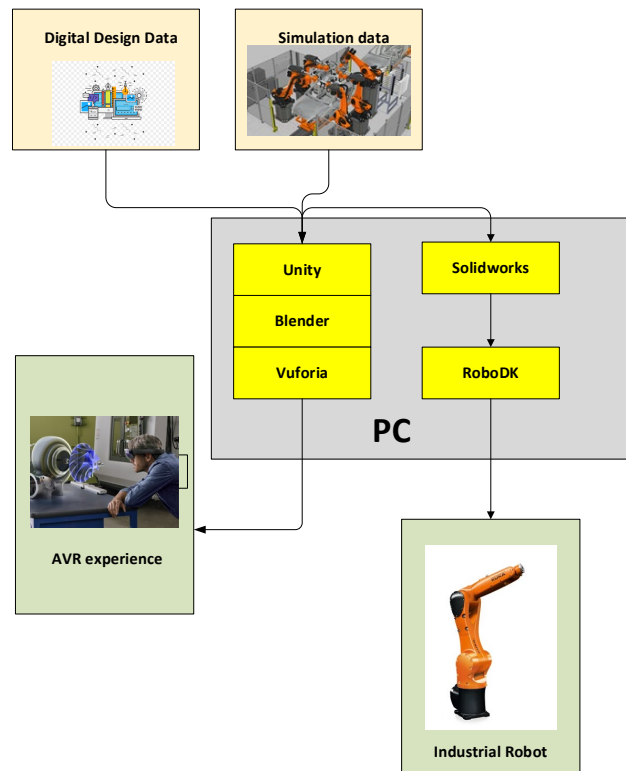 Digital Design Data
Simulation data
Unity
Solidworks
Blender
Vuforia
RoboDK
PC
AVR experience
Industrial Robot